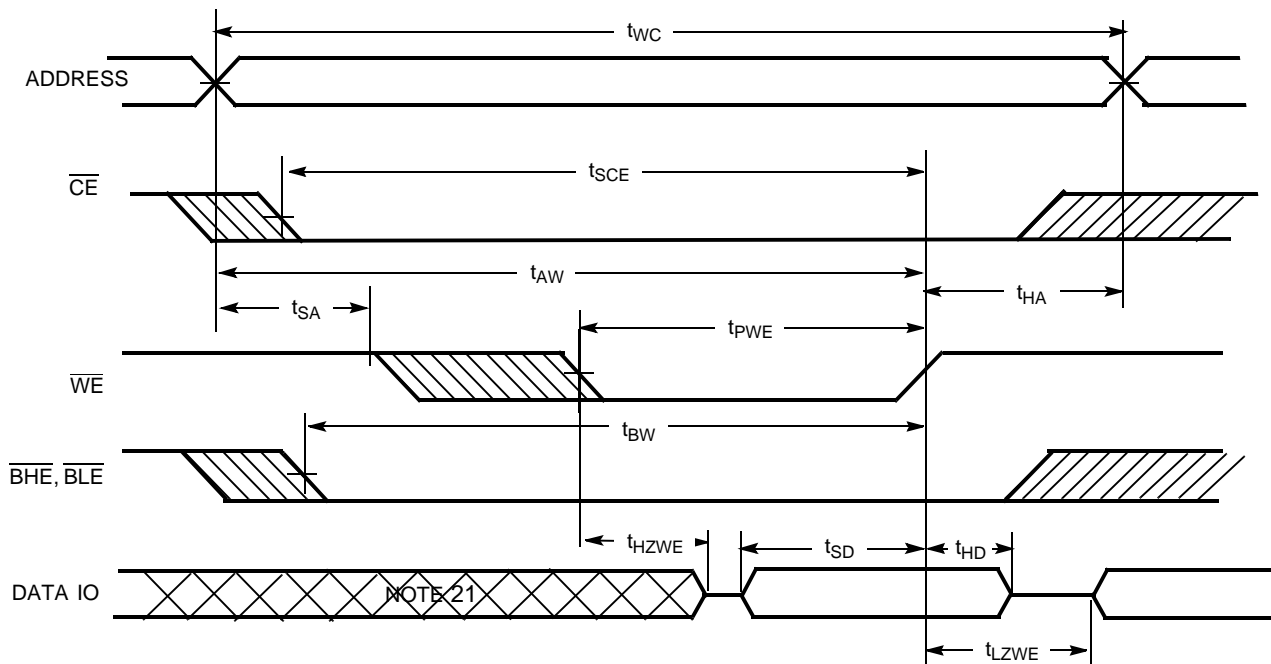 tWC
ADDRESS
tSCE
CE
tAW
tSA
tHA
tPWE
WE
tBW
BHE, BLE
tHZWE
tSD
tHD
DATA IO
NOTE 21
tLZWE